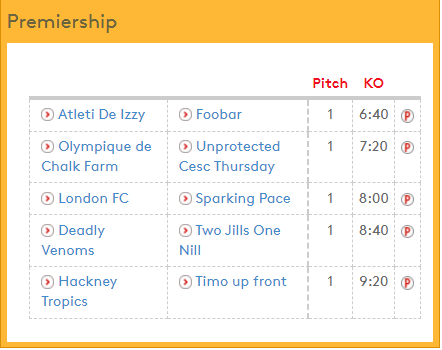 Premiership
Pitch KO
Atleti De Izzy Foobar 1 6:40 P
Olympique de Unprotected 1 7:20 P
Chalk Farm Cesc Thursday
London FC Sparking Pace 1 8:00 P
Deadly Two Jills One 1 8:40 P
Venoms Nill
Hackney Timo up front 1 9:20 P
Tropics